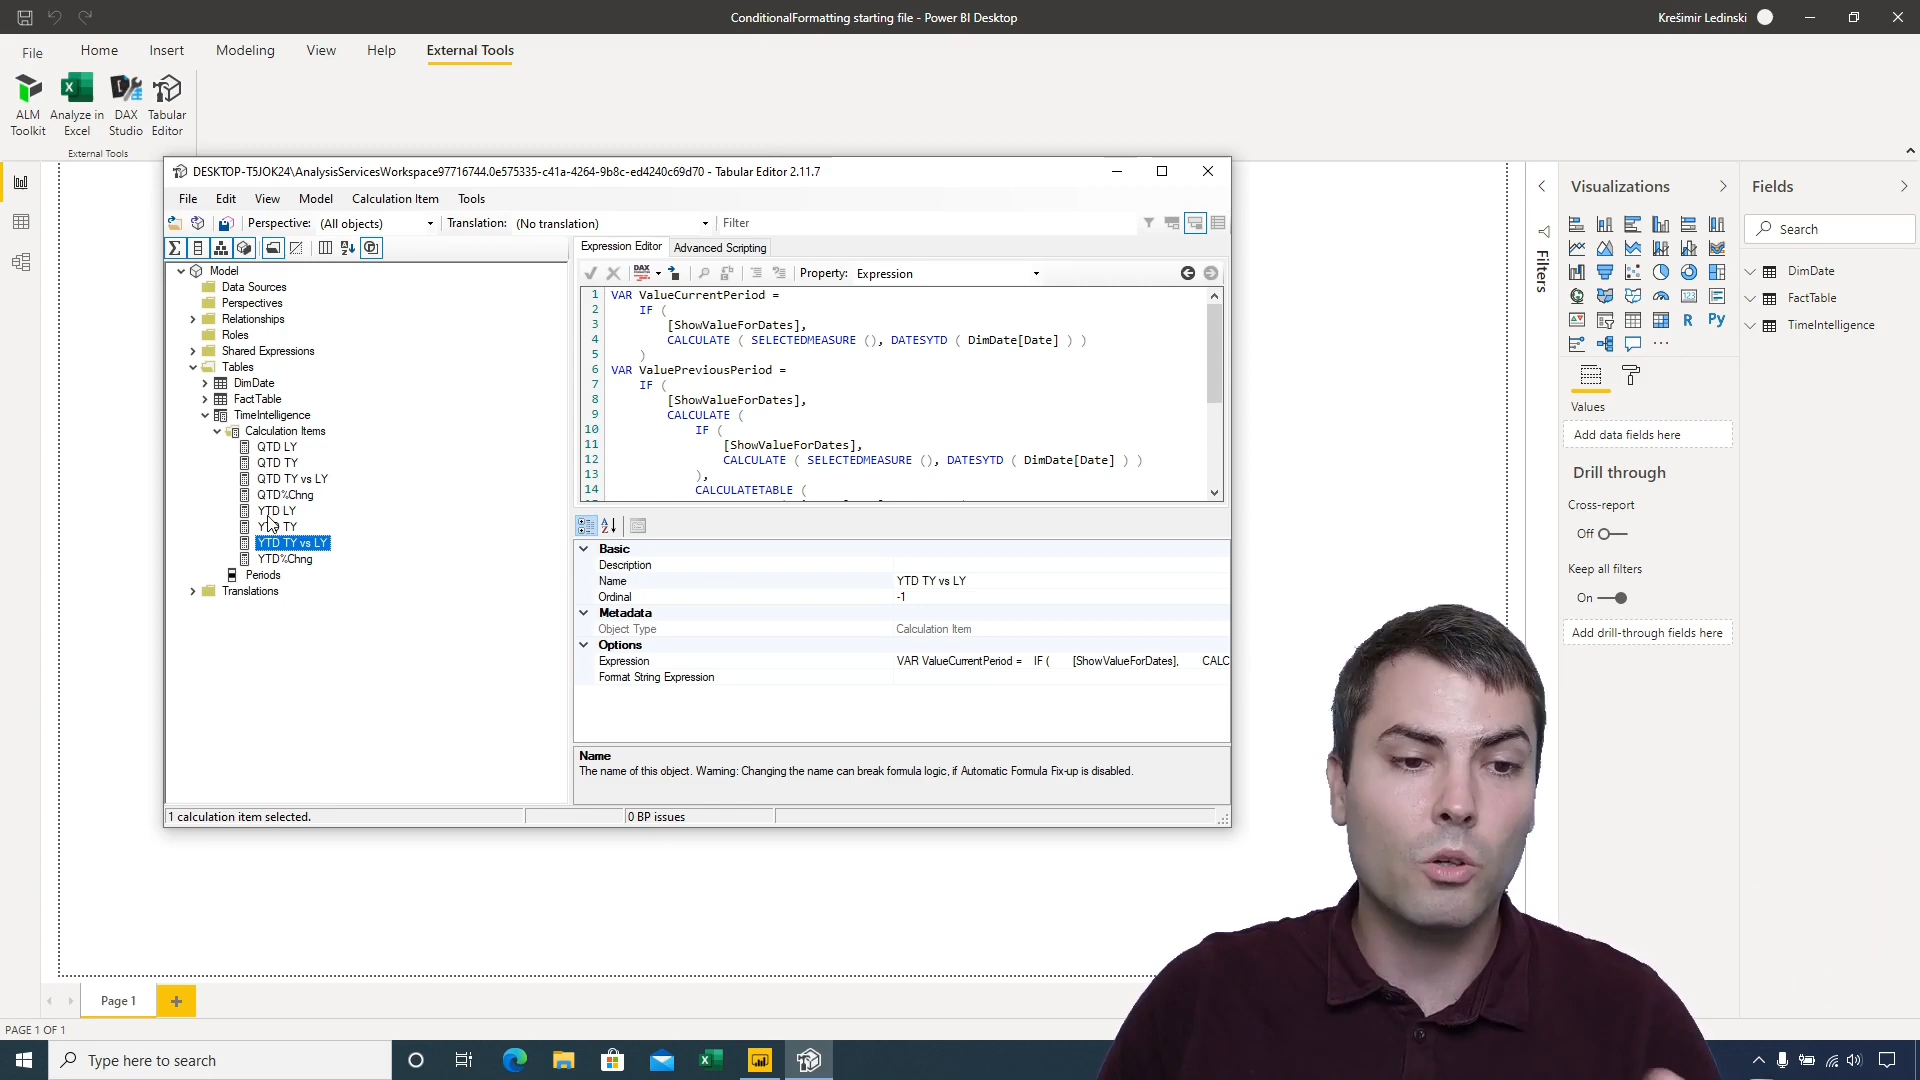 ConditionalFormatting starting file - Power BI Desktop
Krešimir Ledinski
File
Home
Insert
Modeling
View
Help
External Tools
ALM Toolkit
Analyze in Excel
DAX Studio
Tabular Editor
External Tools
DESKTOP-T5JOK24\AnalysisServicesWorkspace97716744.0e575335-c41a-4264-9b8c-ed4240c69d70 - Tabular Editor 2.11.7
File
Edit
View
Model
Calculation Item
Tools
Perspective:
(All objects)
Translation:
(No translation)
Filter
Model
Data Sources
Perspectives
Relationships
Roles
Shared Expressions
Tables
DimDate
FactTable
TimeIntelligence
Calculation Items
QTD LY
QTD TY
QTD TY vs LY
QTD%Chng
YTD LY
YTD TY
YTD TY vs LY
YTD%Chng
Periods
Translations
Expression Editor
Advanced Scripting
DAX
Property:
Expression
1 VAR ValueCurrentPeriod =
2 IF (
3 [ShowValueForDates],
4 CALCULATE ( SELECTEDMEASURE (), DATESYTD ( DimDate[Date] ) )
5 )
6 VAR ValuePreviousPeriod =
7 IF (
8 [ShowValueForDates],
9 CALCULATE (
10 IF (
11 [ShowValueForDates],
12 CALCULATE ( SELECTEDMEASURE (), DATESYTD ( DimDate[Date] ) )
13 ),
14 CALCULATETABLE (
Basic
Description
Name YTD TY vs LY
Ordinal -1
Metadata
Object Type Calculation Item
Options
Expression VAR ValueCurrentPeriod = IF ( [ShowValueForDates], CALC
Format String Expression
Name
The name of this object. Warning: Changing the name can break formula logic, if Automatic Formula Fix-up is disabled.
1 calculation item selected.
0 BP issues
Filters
Visualizations
R
Py
Values
Add data fields here
Drill through
Cross-report
Off
Keep all filters
On
Add drill-through fields here
Fields
Search
DimDate
FactTable
TimeIntelligence
Page 1
PAGE 1 OF 1
Type here to search